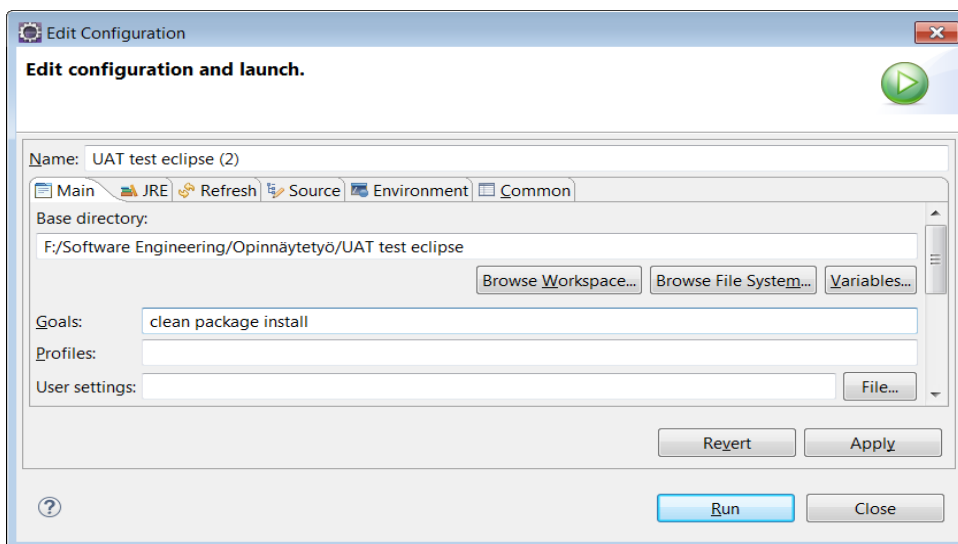 Edit Configuration
Edit configuration and launch.
Name: UAT test eclipse (2)
Main JRE Refresh Source Environment Common
Base directory:
F:/Software Engineering/Opinnäytetyö/UAT test eclipse
Browse Workspace... Browse File System... Variables...
Goals: clean package install
Profiles:
User settings: File...
Revert Apply
Run Close